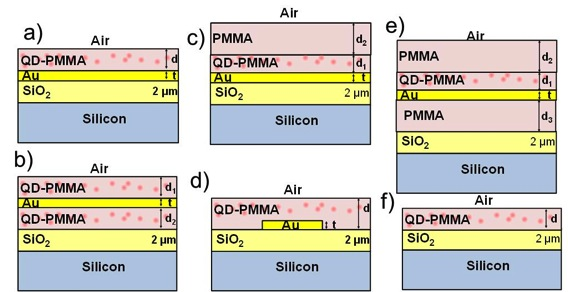 a)
Air
QD-PMMA d
Au t
SiO₂ 2 µm
Silicon
b)
Air
QD-PMMA d₁
Au t
QD-PMMA d₂
SiO₂ 2 µm
Silicon
c)
Air
PMMA d₂
QD-PMMA d₁
Au t
SiO₂ 2 µm
Silicon
d)
Air
QD-PMMA d
Au t
SiO₂ 2 µm
Silicon
e)
Air
PMMA d₂
QD-PMMA d₁
Au t
PMMA d₃
SiO₂ 2 µm
Silicon
f)
Air
QD-PMMA d
SiO₂ 2 µm
Silicon